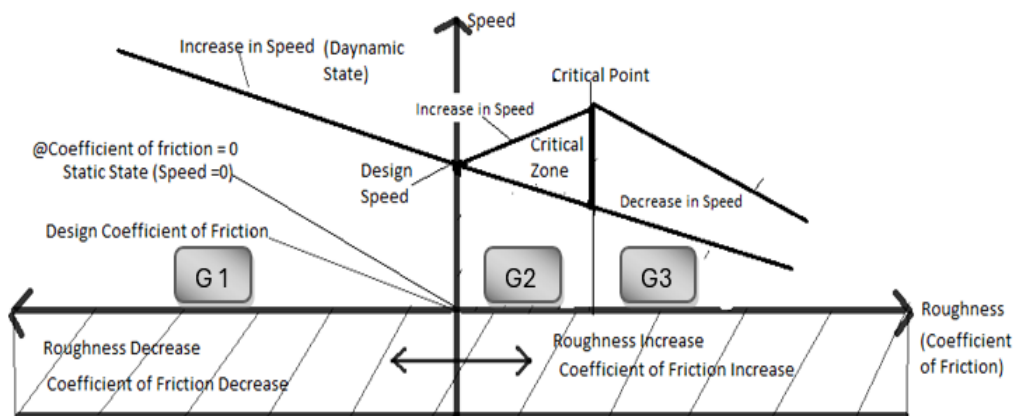 Speed
Increase in Speed (Daynamic
State)
Critical Point
Increase in Speed
@Coefficient of friction = 0
Static State (Speed =0)
Design
Speed
Critical
Zone
Decrease in Speed
Design Coefficient of Friction
G 1
G2
G3
Roughness
(Coefficient
of Friction)
Roughness Decrease
Coefficient of Friction Decrease
Roughness Increase
Coefficient of Friction Increase